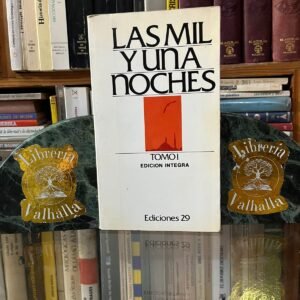 LAS MIL
Y UNA
NOCHES
TOMO I
EDICION INTEGRA
Ediciones 29
Librería
Valhalla
Librería
Valhalla